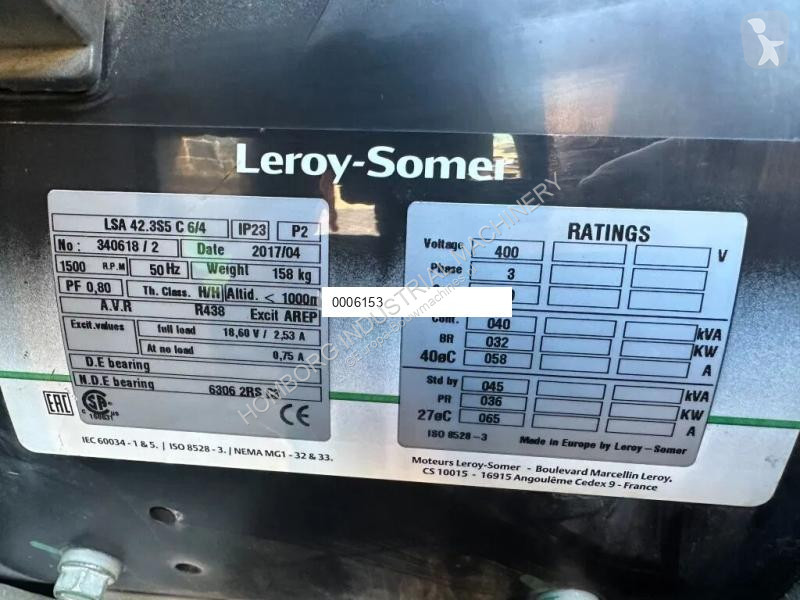 Leroy-Somer
LSA 42.3S5 C 6/4 IP23 P2
No : 340618 / 2 Date 2017/04
1500 R.P.M 50 Hz Weight 158 kg
PF 0,80 Th. Class. H/H Altid. < 1000m
A.V.R R438 Excit AREP
Excit.values full load 18,60 V / 2,53 A
At no load 0,75 A
D.E bearing
N.D.E bearing 6306 2RS
EAC
CE
IEC 60034 - 1 & 5. / ISO 8528 - 3. / NEMA MG1 - 32 & 33.
0006153
RATINGS
Voltage 400 V
Phase 3
Cont. 040 kVA
BR 032 KW
40øC 058 A
Std by 045 kVA
PR 036 KW
27øC 065 A
ISO 8528-3 Made in Europe by Leroy-Somer
Moteurs Leroy-Somer - Boulevard Marcellin Leroy,
CS 10015 - 16915 Angoulême Cedex 9 - France
HOMBORG INDUSTRIAL MACHINERY